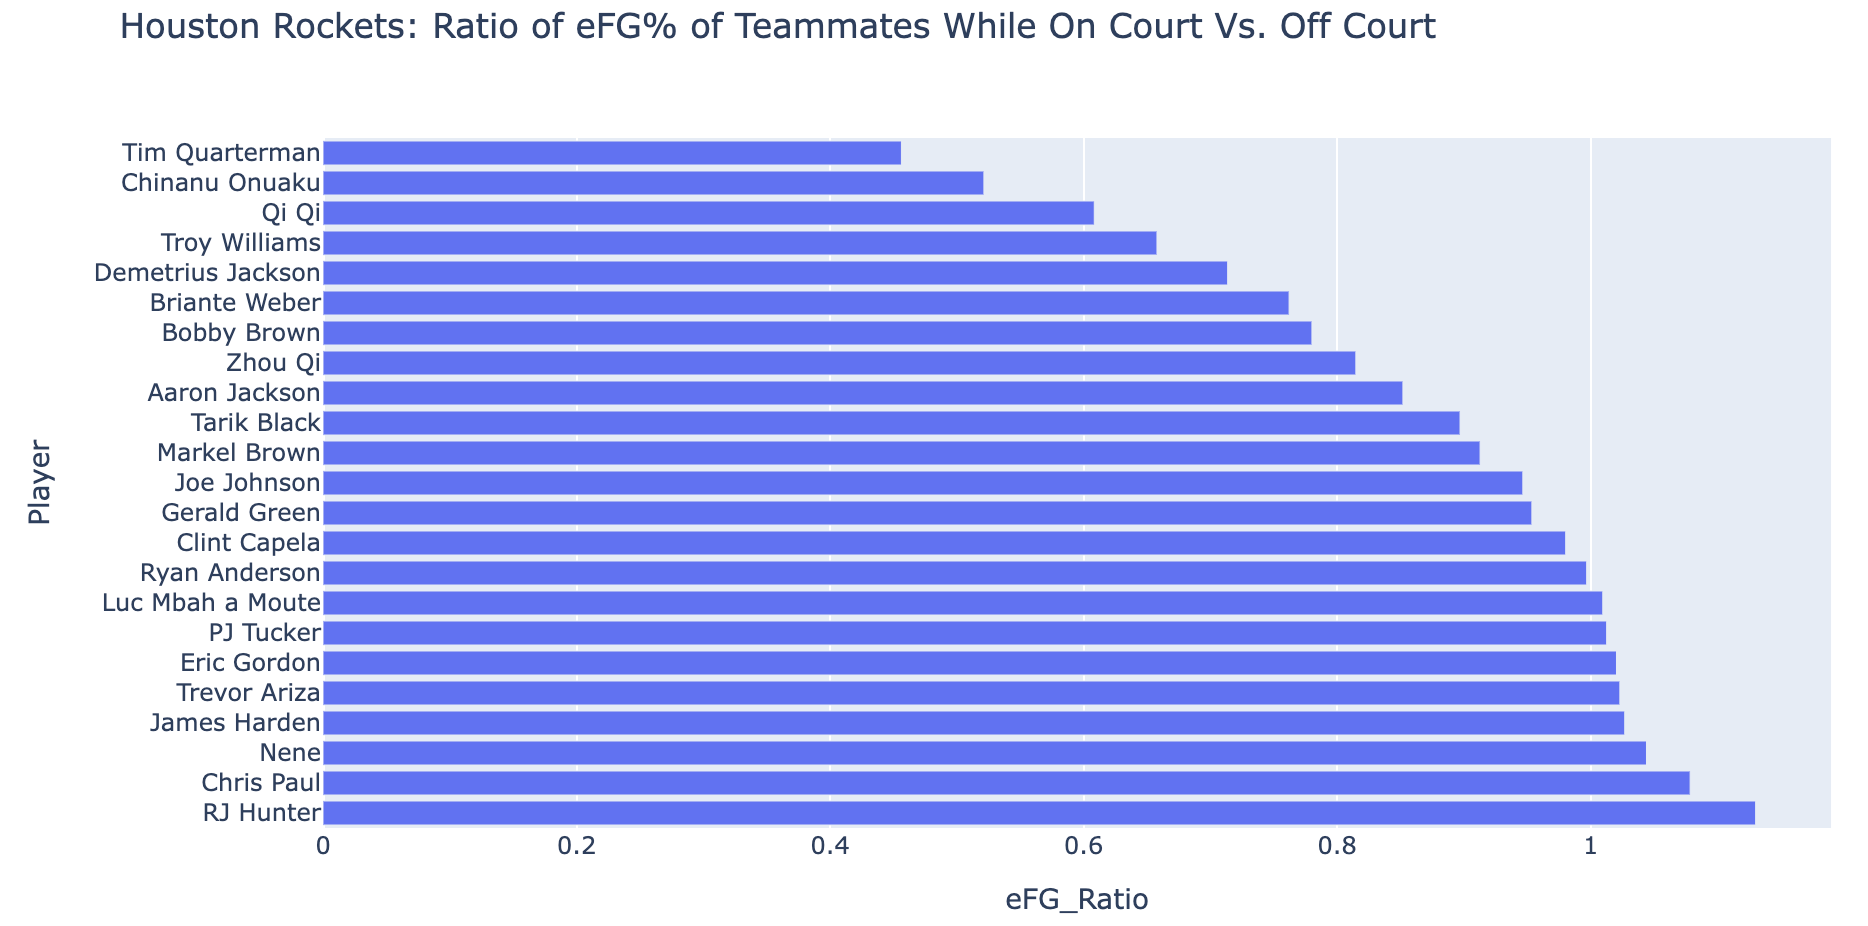 Houston Rockets: Ratio of eFG% of Teammates While On Court Vs. Off Court
Player
Tim Quarterman
Chinanu Onuaku
Qi Qi
Troy Williams
Demetrius Jackson
Briante Weber
Bobby Brown
Zhou Qi
Aaron Jackson
Tarik Black
Markel Brown
Joe Johnson
Gerald Green
Clint Capela
Ryan Anderson
Luc Mbah a Moute
PJ Tucker
Eric Gordon
Trevor Ariza
James Harden
Nene
Chris Paul
RJ Hunter
0 0.2 0.4 0.6 0.8 1
eFG_Ratio